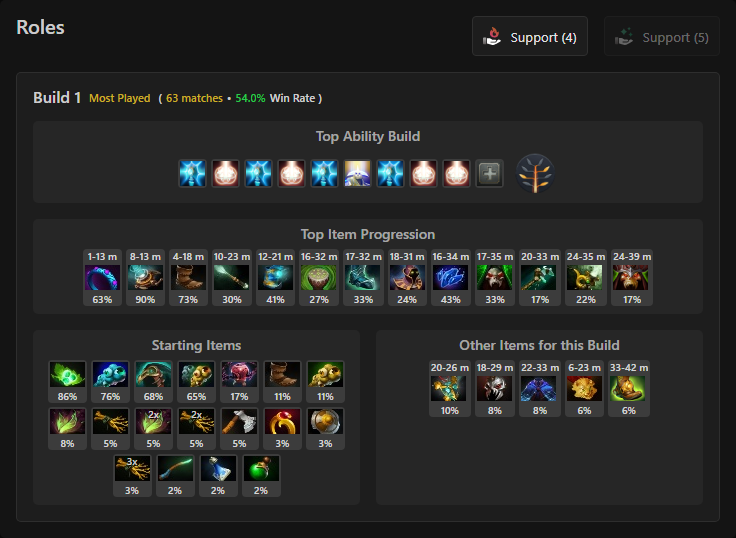 Roles
Support (4)
Support (5)
Build 1 Most Played ( 63 matches • 54.0% Win Rate )
Top Ability Build
Top Item Progression
1-13 m 8-13 m 4-18 m 10-23 m 12-21 m 16-32 m 17-32 m 18-31 m 16-34 m 17-35 m 20-33 m 24-35 m 24-39 m
63% 90% 73% 30% 41% 27% 33% 24% 43% 33% 17% 22% 17%
Starting Items
86% 76% 68% 65% 17% 11% 11%
2x 2x
8% 5% 5% 5% 5% 3% 3%
3x
3% 2% 2% 2%
Other Items for this Build
20-26 m 18-29 m 22-33 m 6-23 m 33-42 m
10% 8% 8% 6% 6%